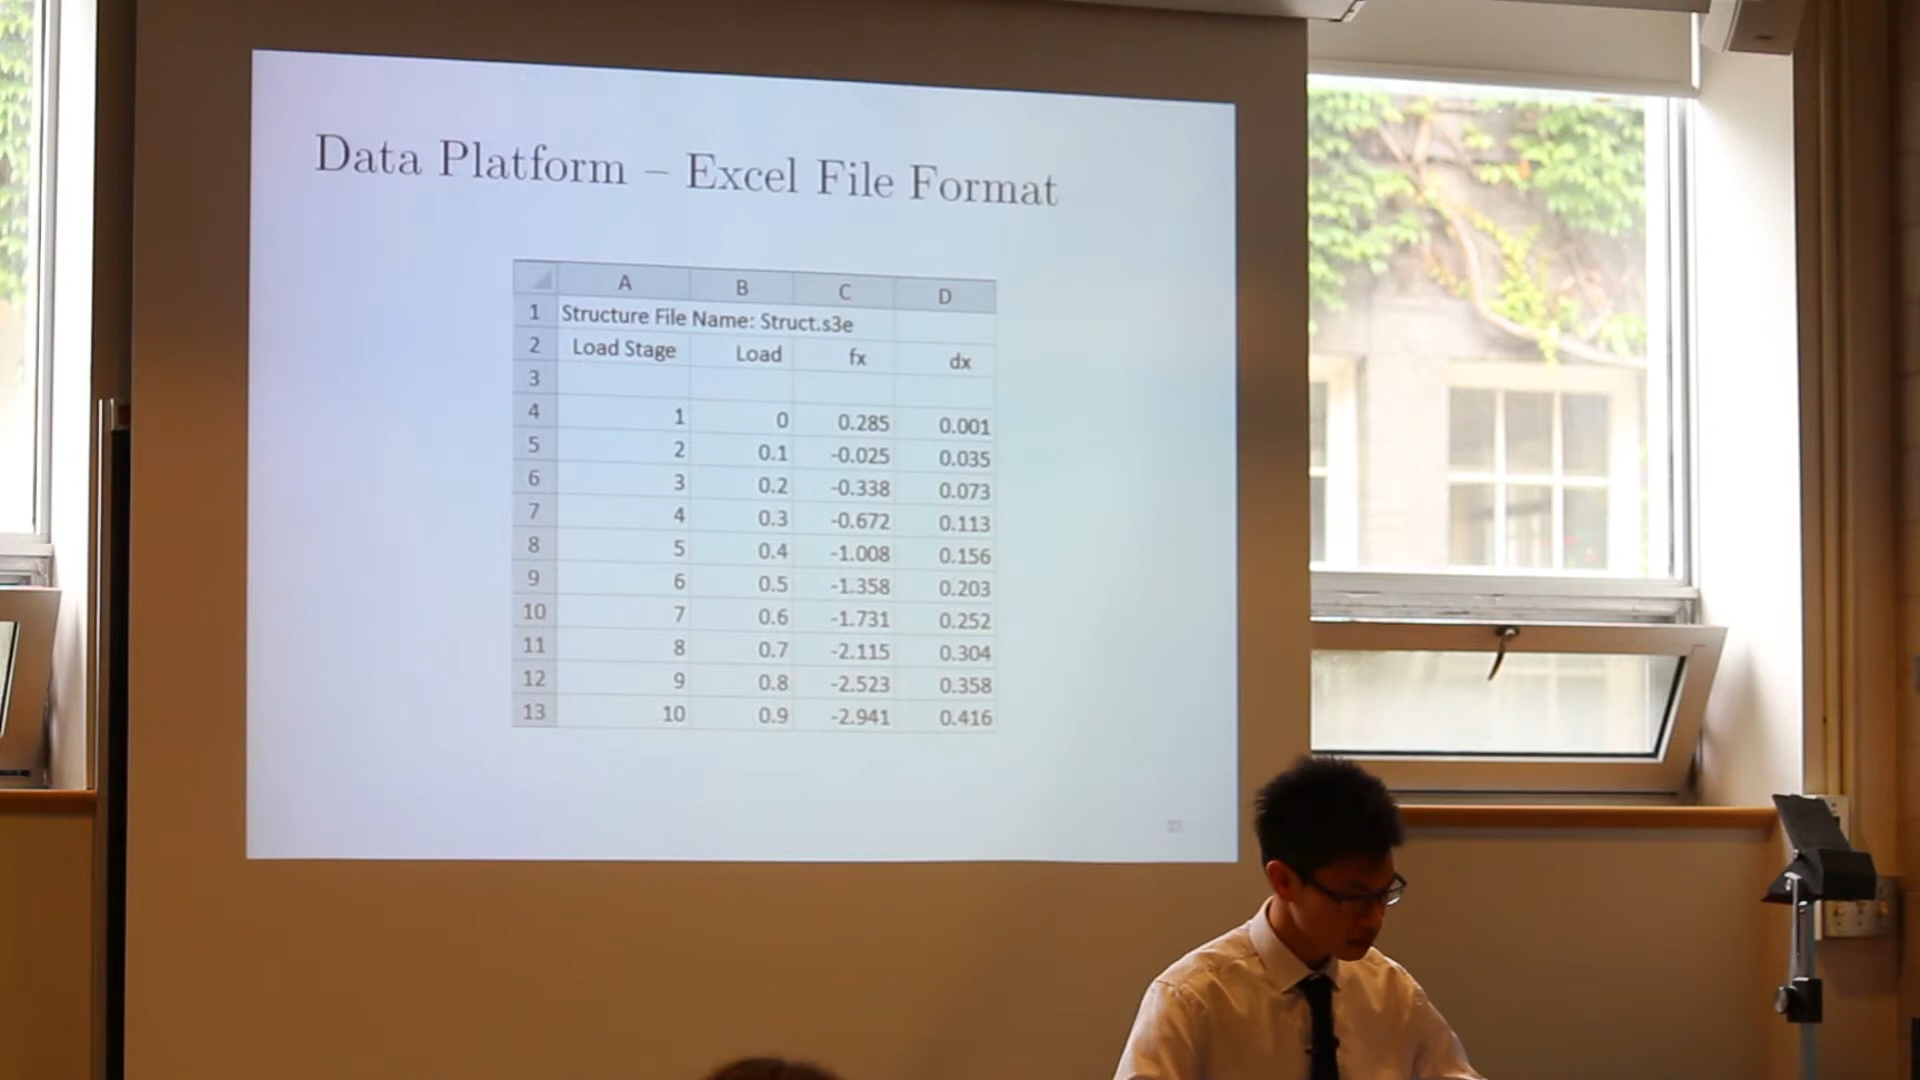 Data Platform – Excel File Format
A B C D
1 Structure File Name: Struct.s3e
2 Load Stage Load fx dx
3
4 1 0 0.285 0.001
5 2 0.1 -0.025 0.035
6 3 0.2 -0.338 0.073
7 4 0.3 -0.672 0.113
8 5 0.4 -1.008 0.156
9 6 0.5 -1.358 0.203
10 7 0.6 -1.731 0.252
11 8 0.7 -2.115 0.304
12 9 0.8 -2.523 0.358
13 10 0.9 -2.941 0.416